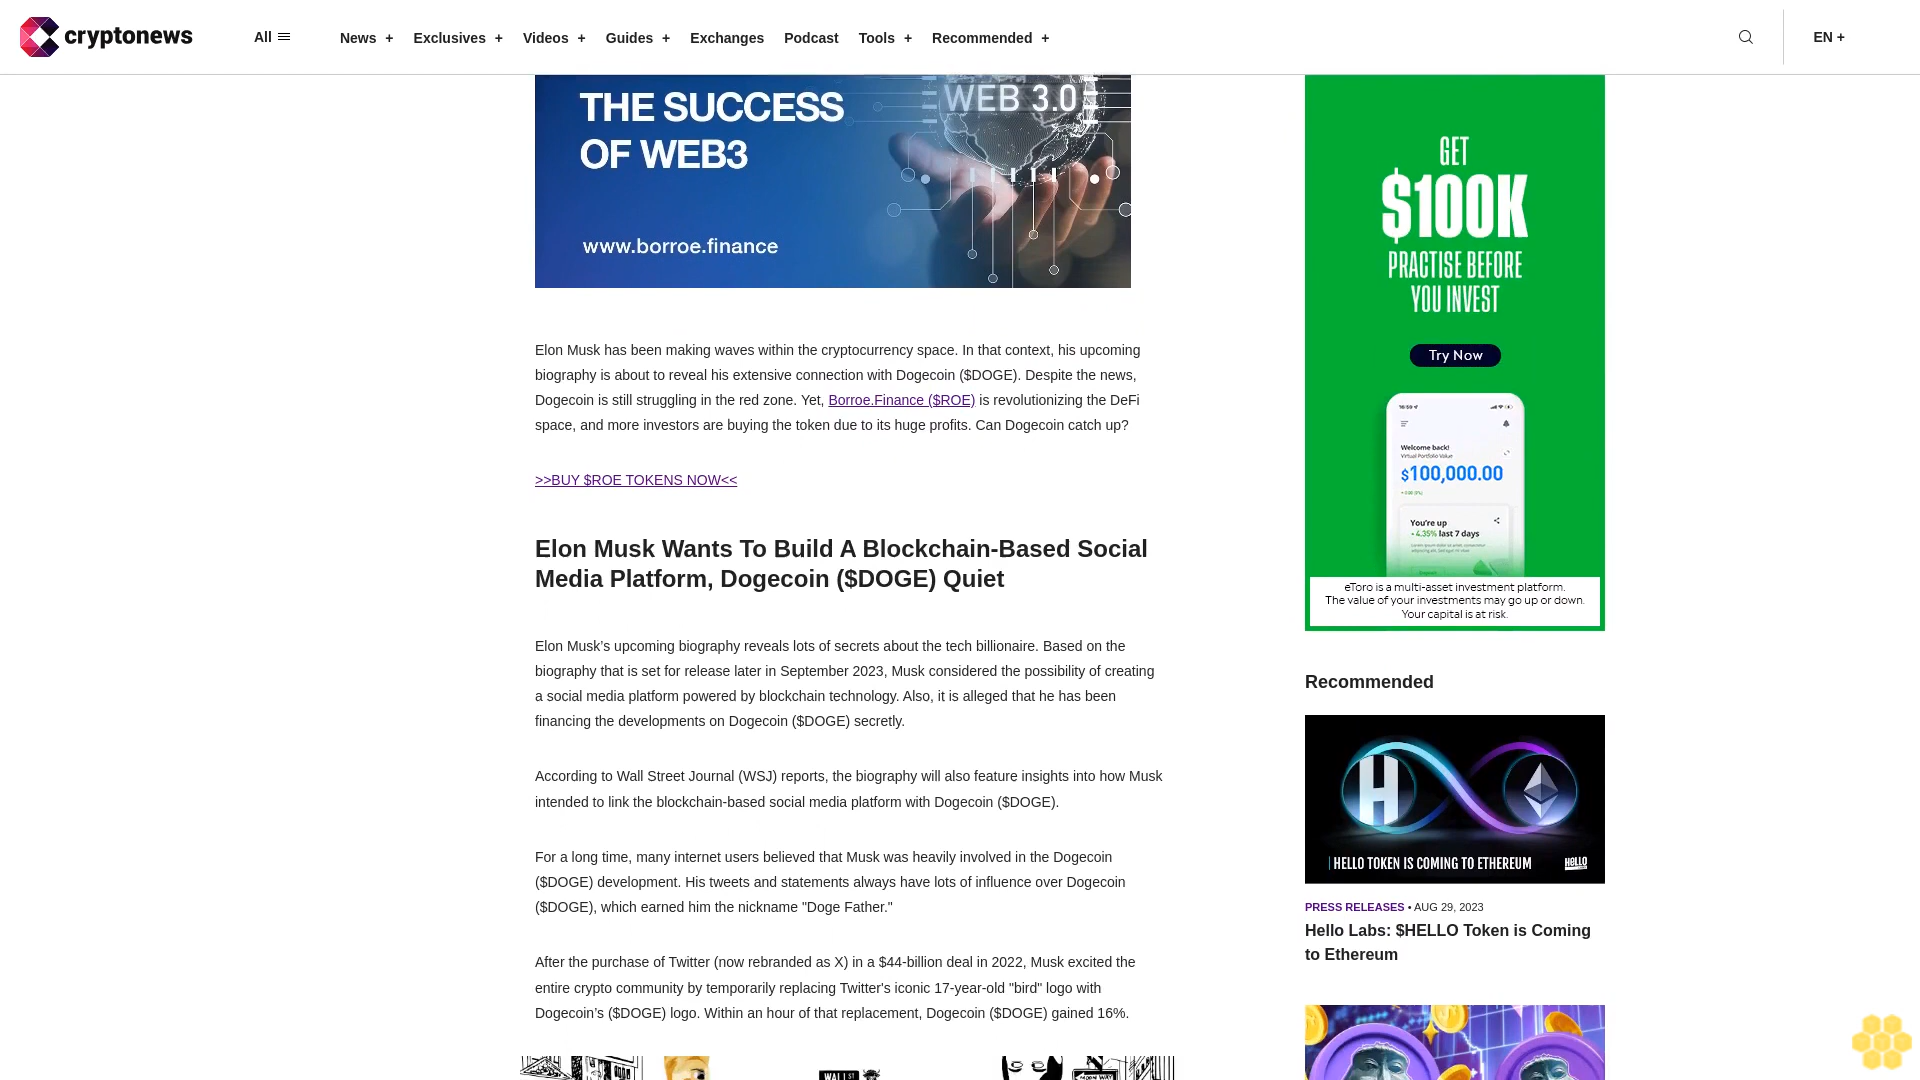 cryptonews
All
News +
Exclusives +
Videos +
Guides +
Exchanges
Podcast
Tools +
Recommended +
EN +
THE SUCCESS
OF WEB3
WEB 3.0
www.borroe.finance
Elon Musk has been making waves within the cryptocurrency space. In that context, his upcoming
biography is about to reveal his extensive connection with Dogecoin ($DOGE). Despite the news,
Dogecoin is still struggling in the red zone. Yet, Borroe.Finance ($ROE) is revolutionizing the DeFi
space, and more investors are buying the token due to its huge profits. Can Dogecoin catch up?
>>BUY $ROE TOKENS NOW<<
Elon Musk Wants To Build A Blockchain-Based Social
Media Platform, Dogecoin ($DOGE) Quiet
Elon Musk’s upcoming biography reveals lots of secrets about the tech billionaire. Based on the
biography that is set for release later in September 2023, Musk considered the possibility of creating
a social media platform powered by blockchain technology. Also, it is alleged that he has been
financing the developments on Dogecoin ($DOGE) secretly.
According to Wall Street Journal (WSJ) reports, the biography will also feature insights into how Musk
intended to link the blockchain-based social media platform with Dogecoin ($DOGE).
For a long time, many internet users believed that Musk was heavily involved in the Dogecoin
($DOGE) development. His tweets and statements always have lots of influence over Dogecoin
($DOGE), which earned him the nickname "Doge Father."
After the purchase of Twitter (now rebranded as X) in a $44-billion deal in 2022, Musk excited the
entire crypto community by temporarily replacing Twitter's iconic 17-year-old "bird" logo with
Dogecoin’s ($DOGE) logo. Within an hour of that replacement, Dogecoin ($DOGE) gained 16%.
WALL ST
GET
$100K
PRACTISE BEFORE
YOU INVEST
Try Now
Welcome back!
Virtual Portfolio Value
$100,000.00
You're up
4.35% last 7 days
eToro is a multi-asset investment platform.
The value of your investments may go up or down.
Your capital is at risk.
Recommended
H
HELLO TOKEN IS COMING TO ETHEREUM
HELLO
PRESS RELEASES • AUG 29, 2023
Hello Labs: $HELLO Token is Coming
to Ethereum